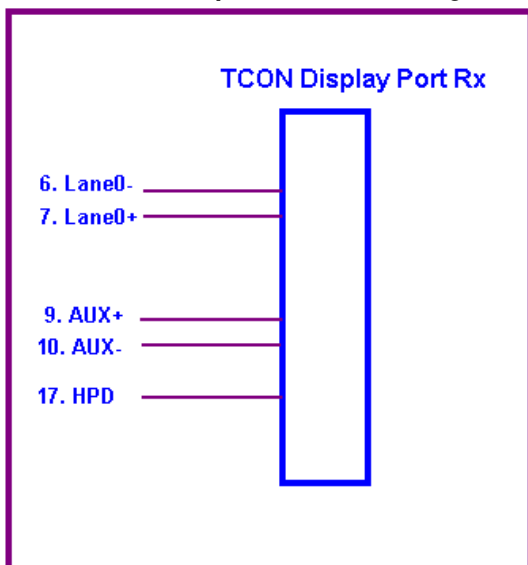 TCON Display Port Rx
6. Lane0-
7. Lane0+
9. AUX+
10. AUX-
17. HPD